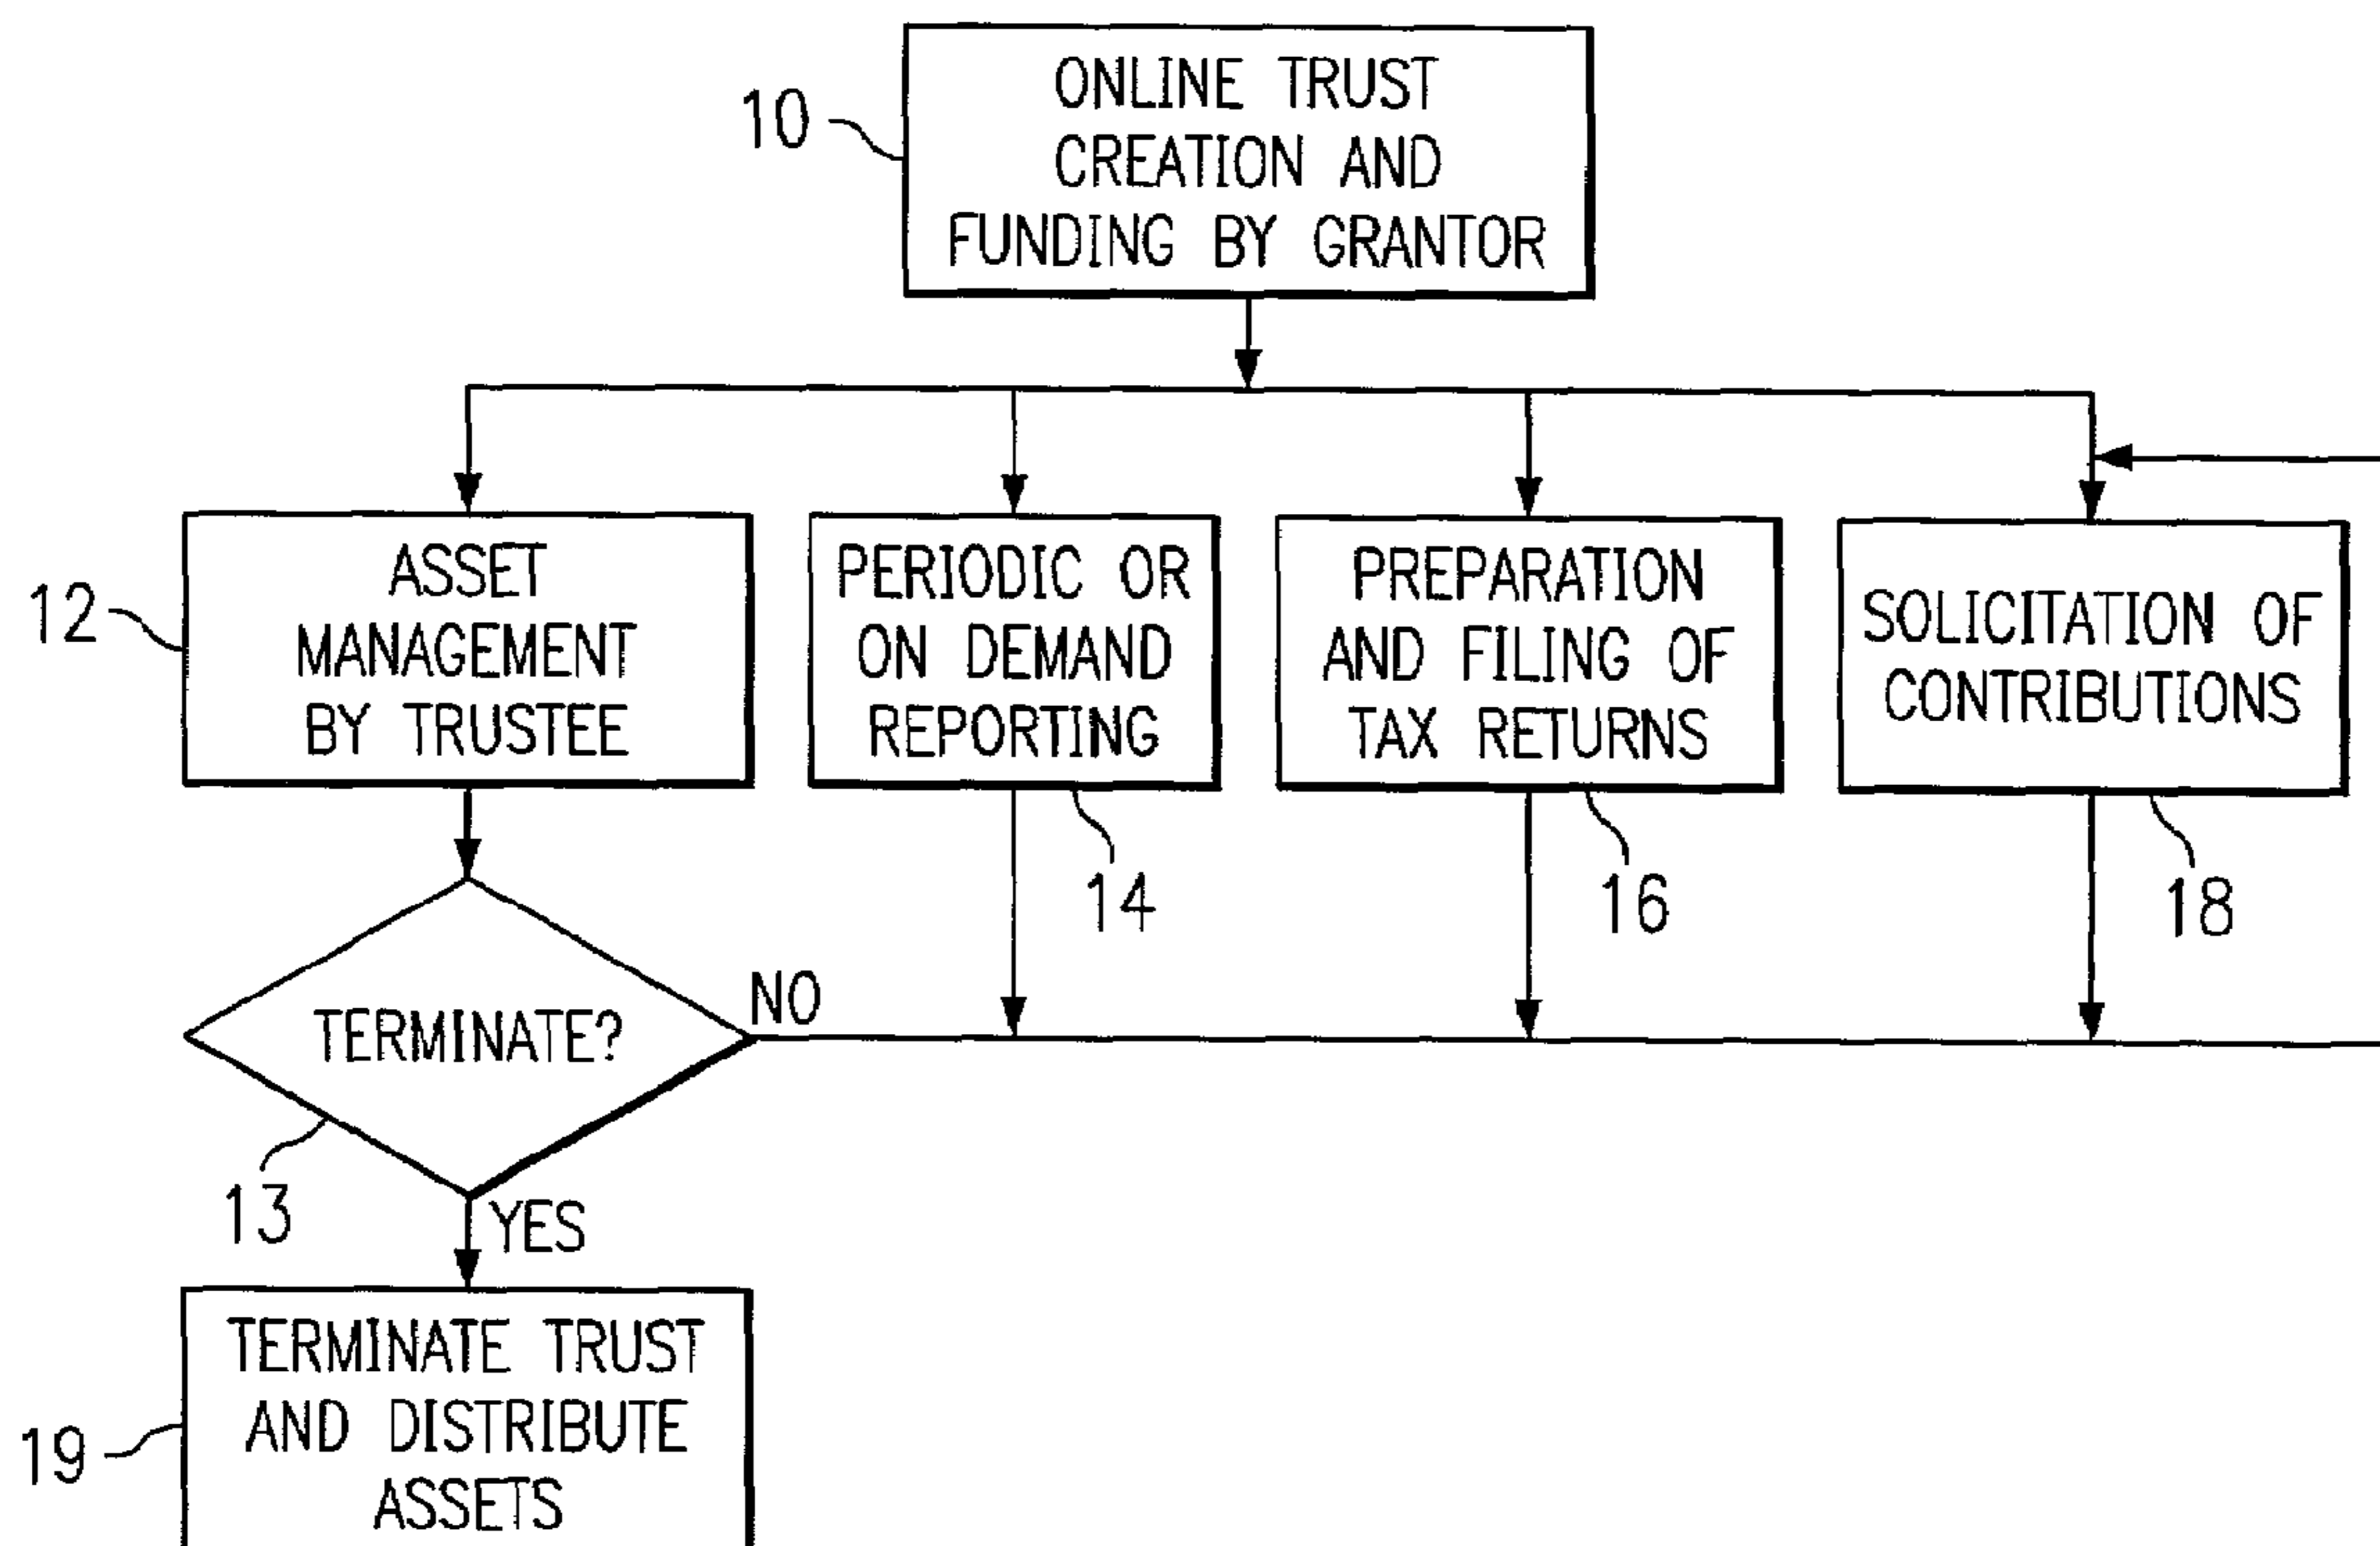 10
ONLINE TRUST
CREATION AND
FUNDING BY GRANTOR
12
ASSET
MANAGEMENT
BY TRUSTEE
PERIODIC OR
ON DEMAND
REPORTING
14
PREPARATION
AND FILING OF
TAX RETURNS
16
SOLICITATION OF
CONTRIBUTIONS
18
TERMINATE?
NO
13
YES
19
TERMINATE TRUST
AND DISTRIBUTE
ASSETS